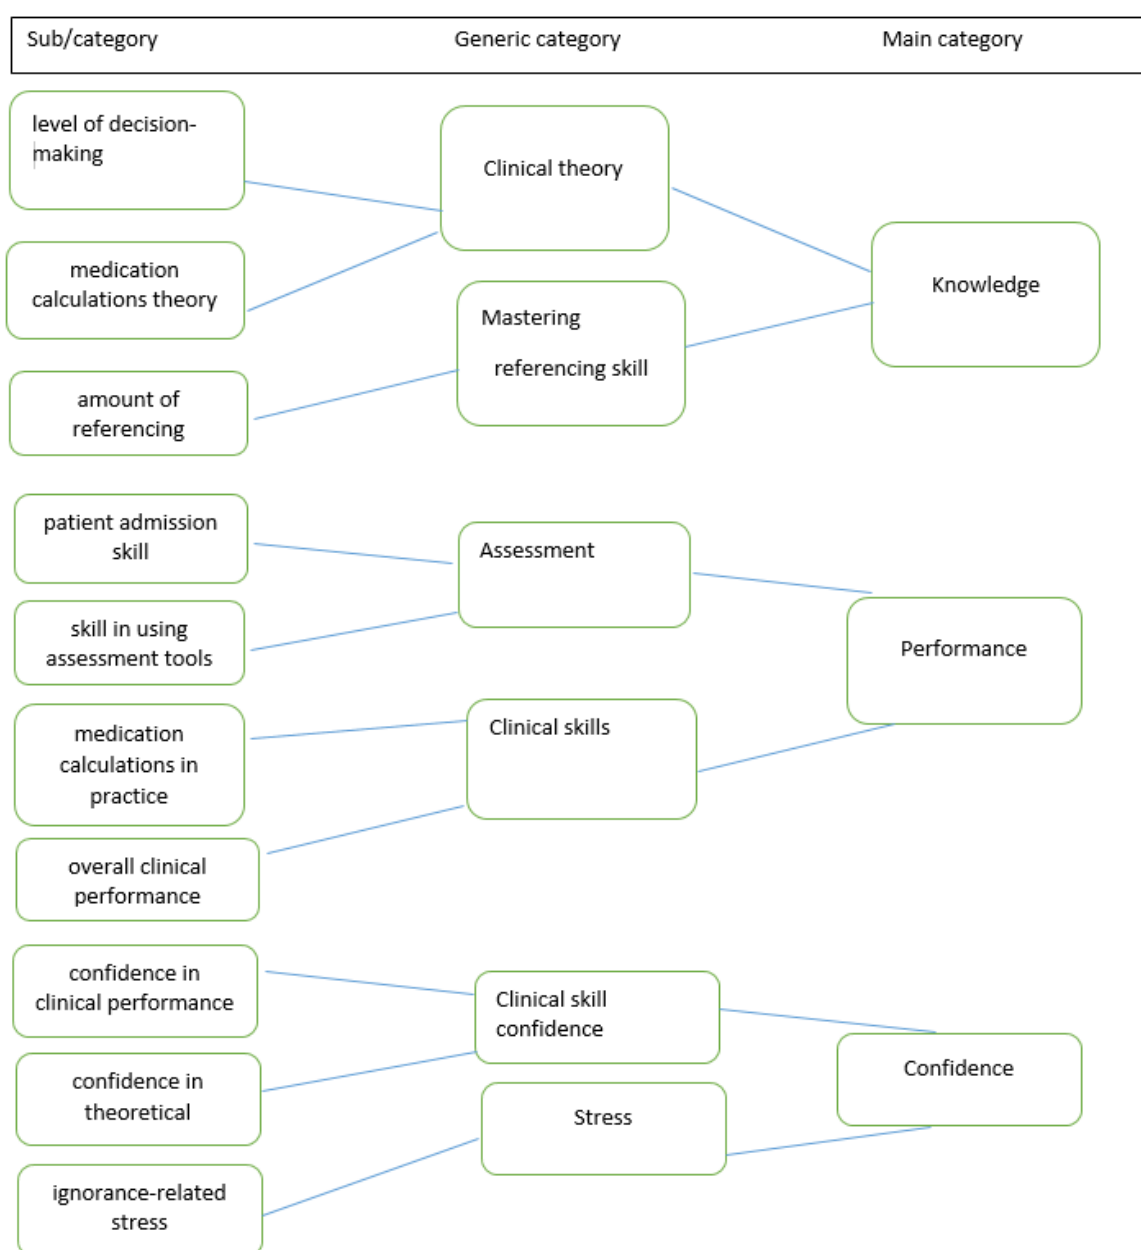 Sub/category
Generic category
Main category
level of decision-
making
Clinical theory
medication
calculations theory
Mastering
referencing skill
Knowledge
amount of
referencing
patient admission
skill
Assessment
skill in using
assessment tools
Performance
medication
calculations in
practice
Clinical skills
overall clinical
performance
confidence in
clinical performance
Clinical skill
confidence
Confidence
confidence in
theoretical
Stress
ignorance-related
stress